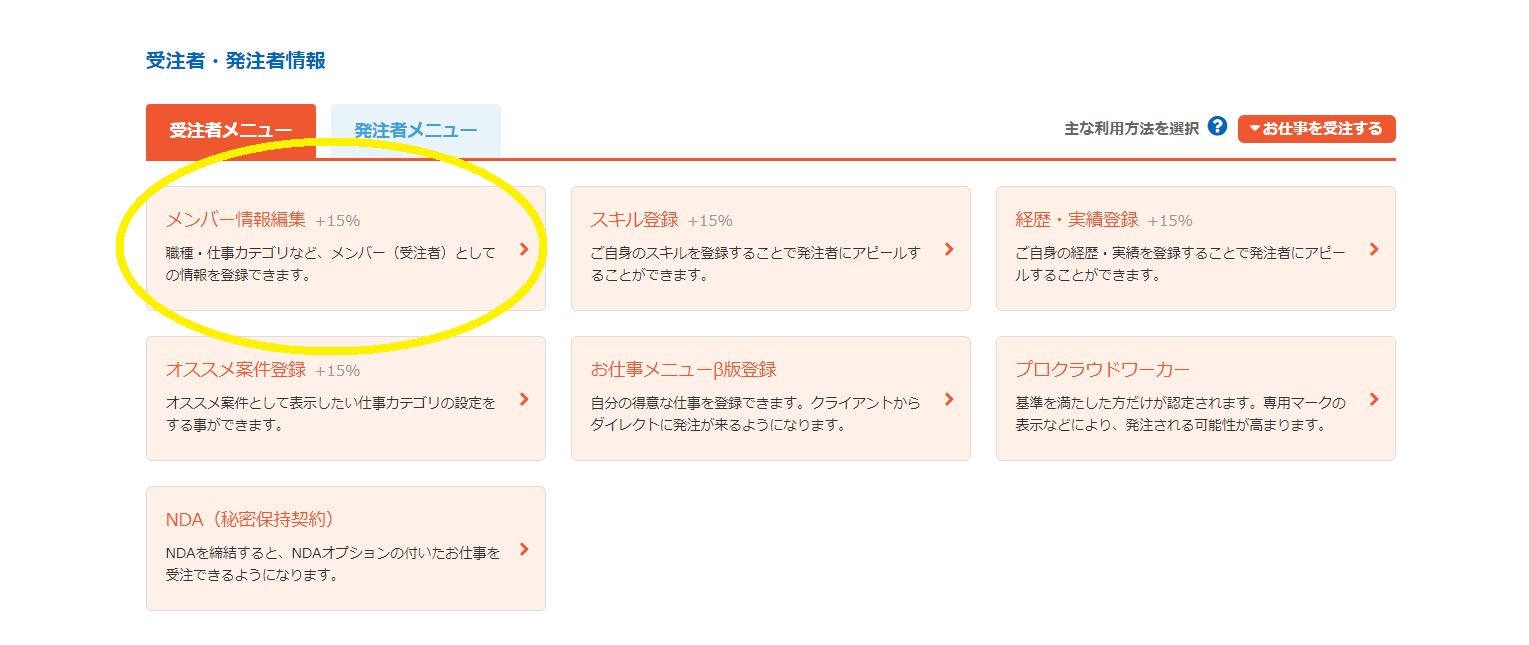 受注者・発注者情報
受注者メニュー 発注者メニュー 主な利用方法を選択 ? お仕事を受注する
メンバー情報編集 +15%
職種・仕事カテゴリなど、メンバー（受注者）として
の情報を登録できます。
スキル登録 +15%
ご自身のスキルを登録することで発注者にアピールす
ることができます。
経歴・実績登録 +15%
ご自身の経歴・実績を登録することで発注者にアピー
ルすることができます。
オススメ案件登録 +15%
オススメ案件として表示したい仕事カテゴリの設定を
する事ができます。
お仕事メニューβ版登録
自分の得意な仕事を登録できます。クライアントから
ダイレクトに発注が来るようになります。
プロクラウドワーカー
基準を満たした方だけが認定されます。専用マークの
表示などにより、発注される可能性が高まります。
NDA（秘密保持契約）
NDAを締結すると、NDAオプションの付いたお仕事を
受注できるようになります。